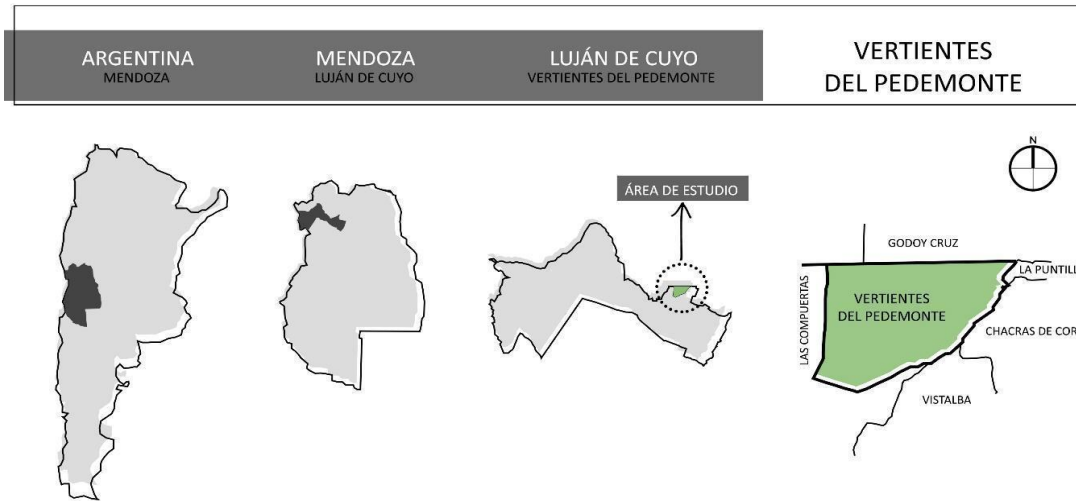 ARGENTINA
MENDOZA
MENDOZA
LUJÁN DE CUYO
LUJÁN DE CUYO
VERTIENTES DEL PEDEMONTE
VERTIENTES
DEL PEDEMONTE
N
ÁREA DE ESTUDIO
GODOY CRUZ
LA PUNTILL
LAS COMPUERTAS
VERTIENTES
DEL PEDEMONTE
CHACRAS DE COR
VISTALBA